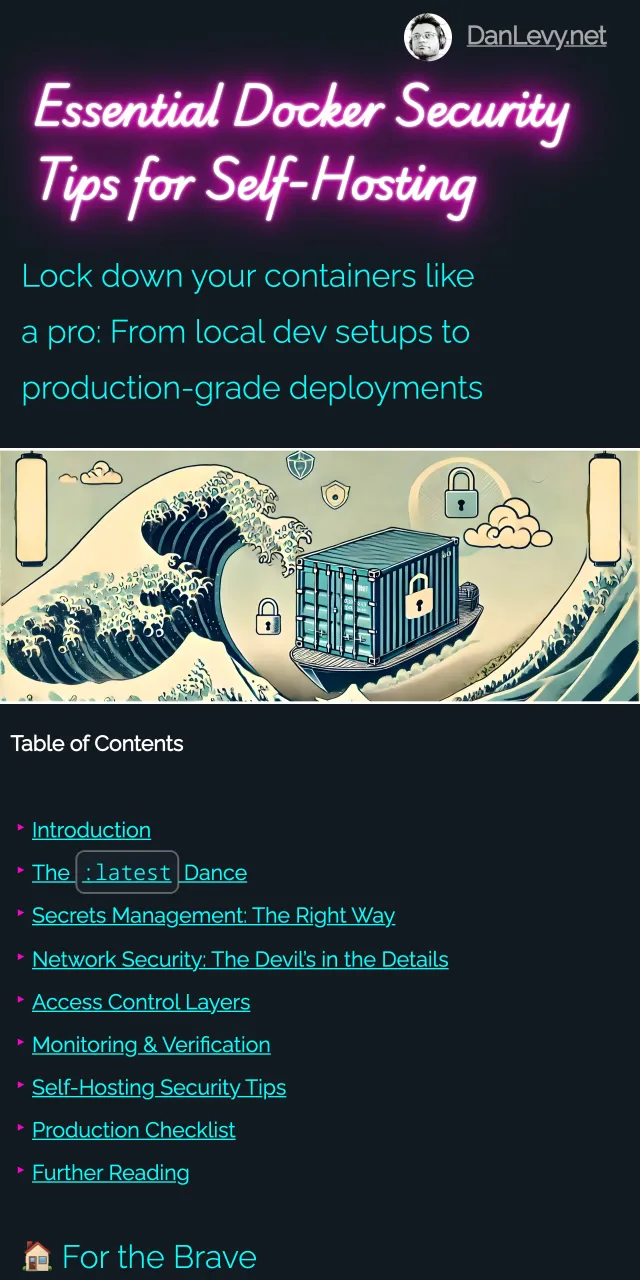 DanLevy.net
Essential Docker Security
Tips for Self-Hosting
Lock down your containers like
a pro: From local dev setups to
production-grade deployments
Table of Contents
Introduction
The :latest Dance
Secrets Management: The Right Way
Network Security: The Devil’s in the Details
Access Control Layers
Monitoring & Verification
Self-Hosting Security Tips
Production Checklist
Further Reading
🏠 For the Brave